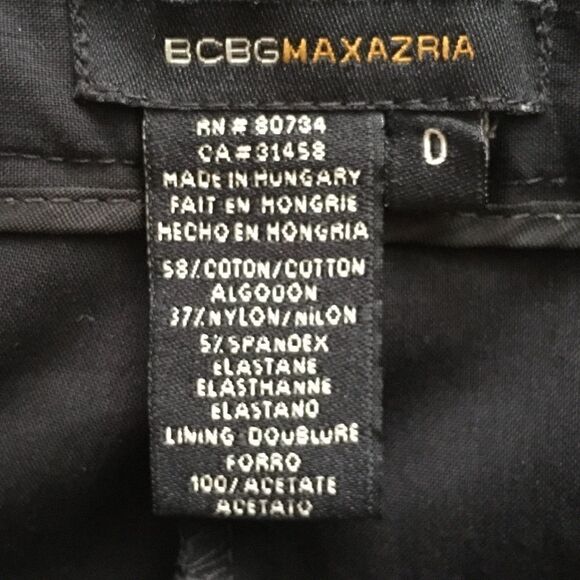 BCBGMAXAZRIA
RN# 80734
CA#31458
0
MADE IN HUNGARY
FAIT EN HONGRIE
HECHO EN HONGRIA
58%COTON/COTTON
ALGODON
37%NYLON/NILON
5%SPANDEX
ELASTANE
ELASTHANNE
ELASTANO
LINING DOUBLURE
FORRO
100%ACETATE
ACETATO